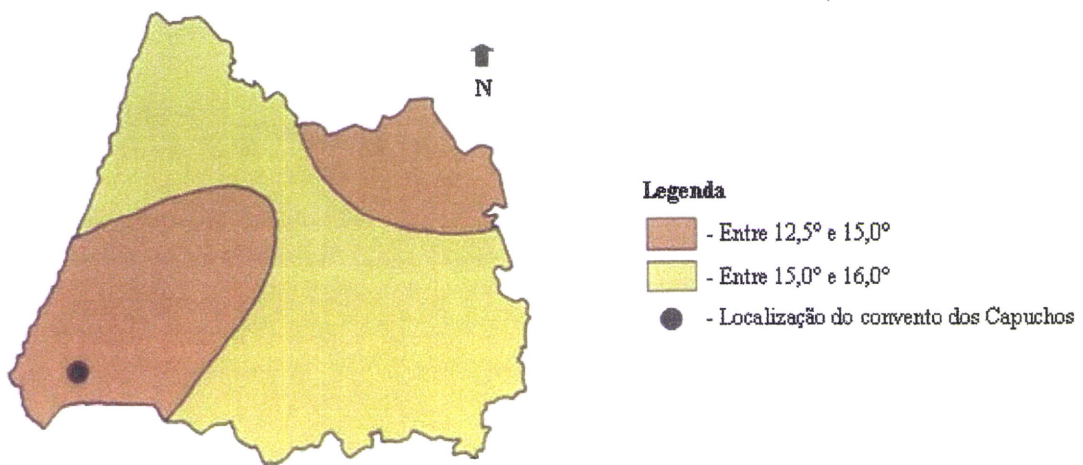 N
Legenda
- Entre 12,5° e 15,0°
- Entre 15,0° e 16,0°
- Localização do convento dos Capuchos